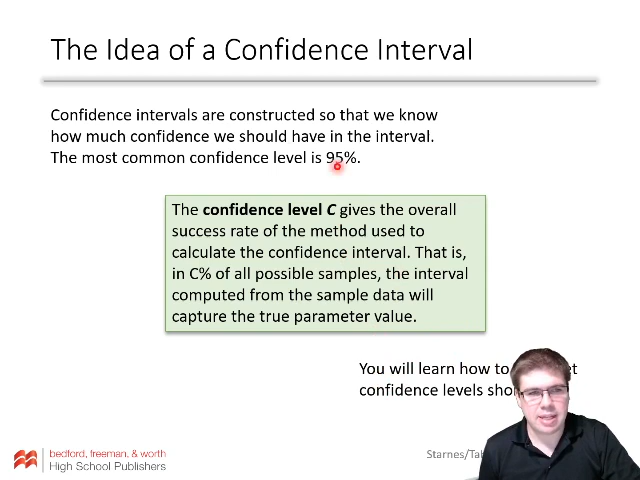 The Idea of a Confidence Interval
Confidence intervals are constructed so that we know
how much confidence we should have in the interval.
The most common confidence level is 95%.
The confidence level C gives the overall
success rate of the method used to
calculate the confidence interval. That is,
in C% of all possible samples, the interval
computed from the sample data will
capture the true parameter value.
You will learn how to
confidence levels
bedford, freeman, & worth
High School Publishers
Starnes/